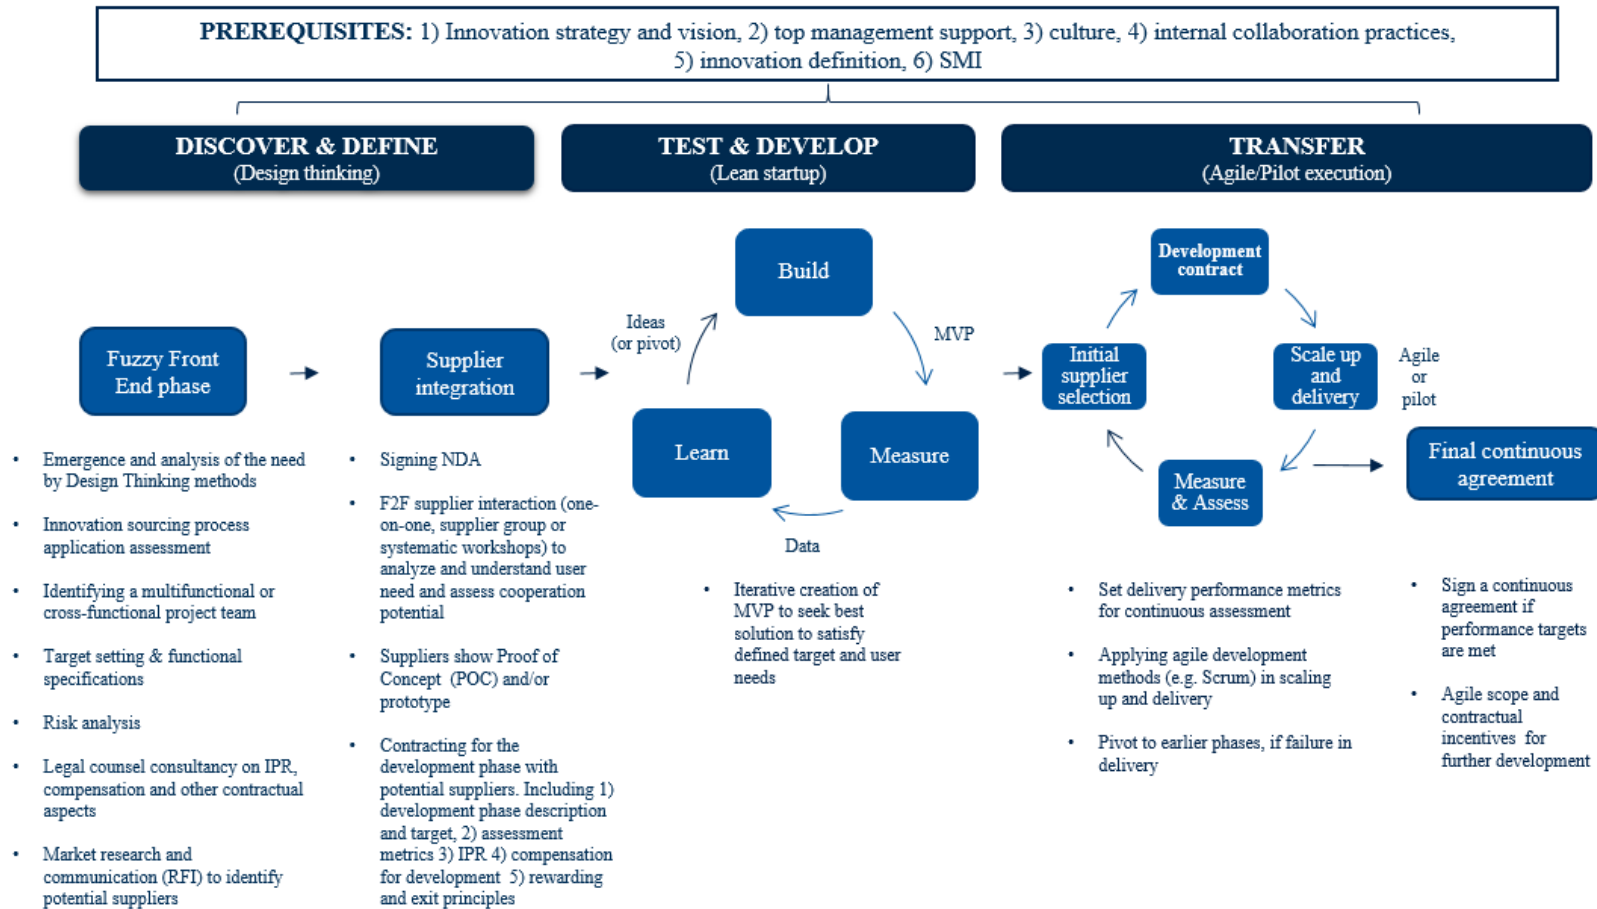 PREREQUISITES: 1) Innovation strategy and vision, 2) top management support, 3) culture, 4) internal collaboration practices,
5) innovation definition, 6) SMI
DISCOVER & DEFINE
(Design thinking)
TEST & DEVELOP
(Lean startup)
TRANSFER
(Agile/Pilot execution)
Fuzzy Front
End phase
Supplier
integration
Ideas
(or pivot)
Build
MVP
Learn
Measure
Data
Development
contract
Initial
supplier
selection
Scale up
and
delivery
Agile
or
pilot
Measure
& Assess
Final continuous
agreement
• Emergence and analysis of the need
by Design Thinking methods
• Innovation sourcing process
application assessment
• Identifying a multifunctional or
cross-functional project team
• Target setting & functional
specifications
• Risk analysis
• Legal counsel consultancy on IPR,
compensation and other contractual
aspects
• Market research and
communication (RFI) to identify
potential suppliers
• Signing NDA
• F2F supplier interaction (one-
on-one, supplier group or
systematic workshops) to
analyze and understand user
need and assess cooperation
potential
• Suppliers show Proof of
Concept (POC) and/or
prototype
• Contracting for the
development phase with
potential suppliers. Including 1)
development phase description
and target, 2) assessment
metrics 3) IPR 4) compensation
for development 5) rewarding
and exit principles
• Iterative creation of
MVP to seek best
solution to satisfy
defined target and user
needs
• Set delivery performance metrics
for continuous assessment
• Applying agile development
methods (e.g. Scrum) in scaling
up and delivery
• Pivot to earlier phases, if failure in
delivery
• Sign a continuous
agreement if
performance targets
are met
• Agile scope and
contractual
incentives for
further development